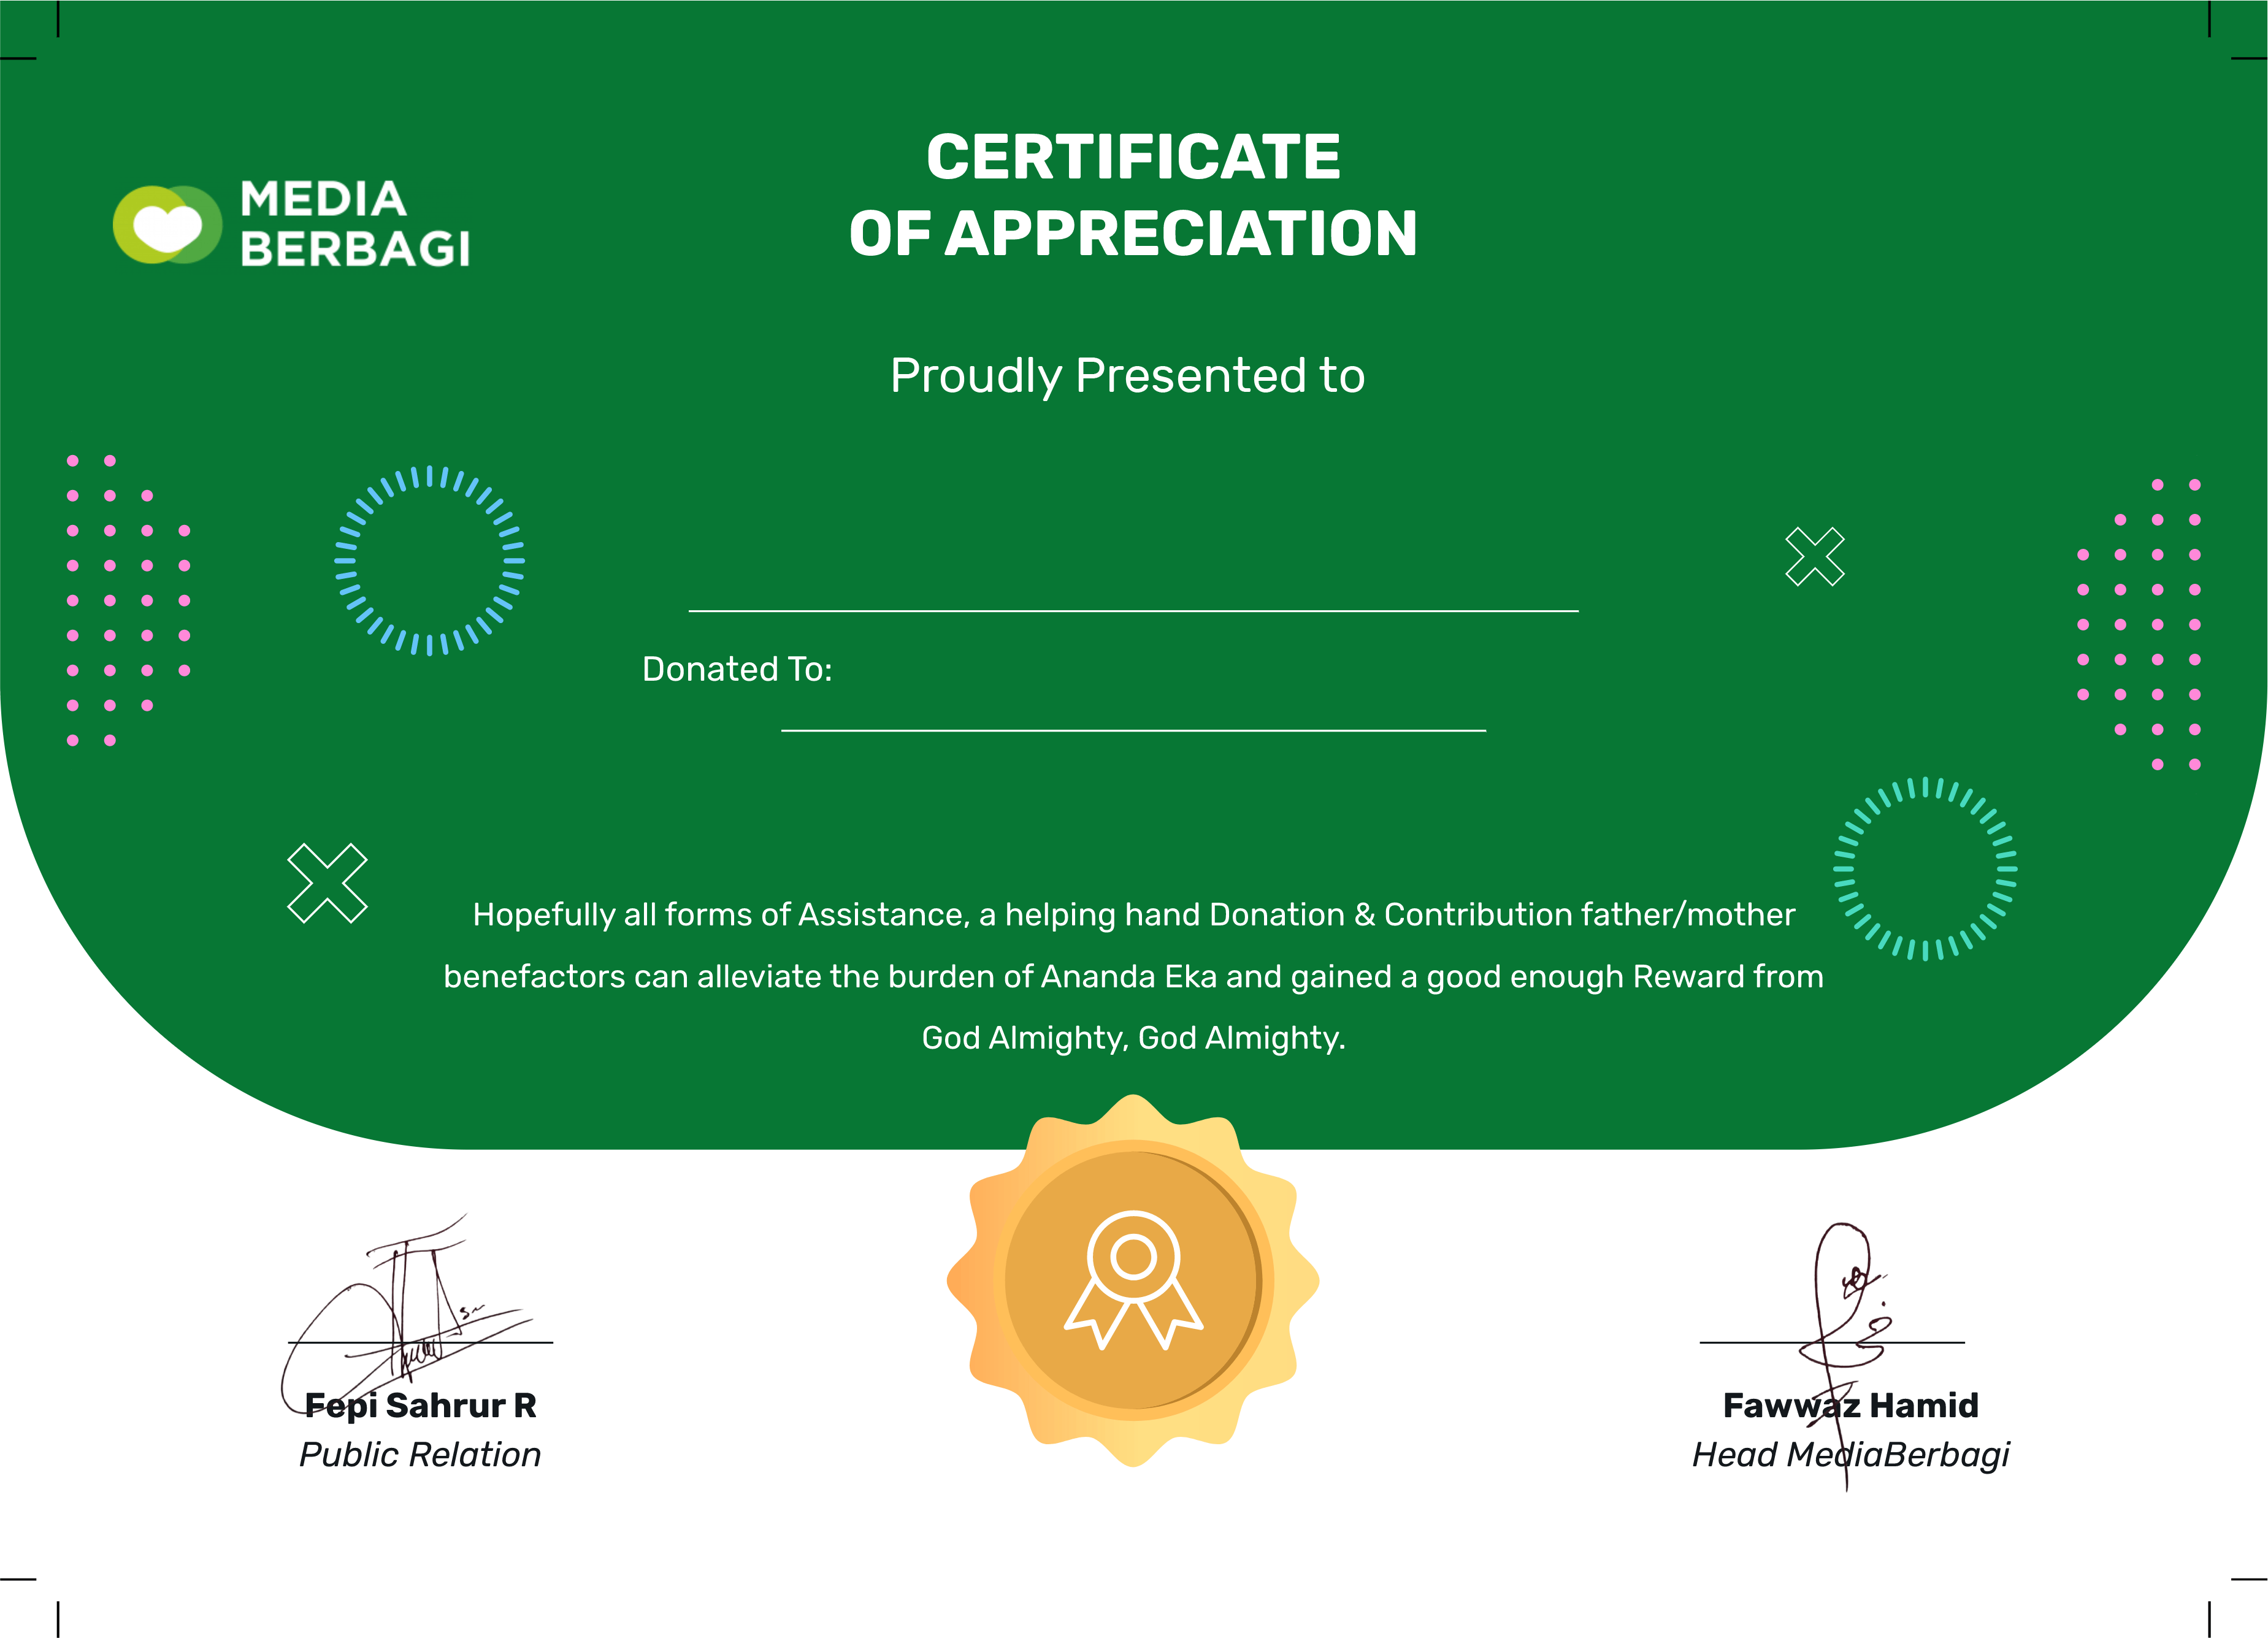 MEDIA
BERBAGI
CERTIFICATE
OF APPRECIATION
Proudly Presented to
Donated To:
Hopefully all forms of Assistance, a helping hand Donation & Contribution father/mother
benefactors can alleviate the burden of Ananda Eka and gained a good enough Reward from
God Almighty, God Almighty.
Fepi Sahrur R
Public Relation
Fawwaz Hamid
Head MediaBerbagi